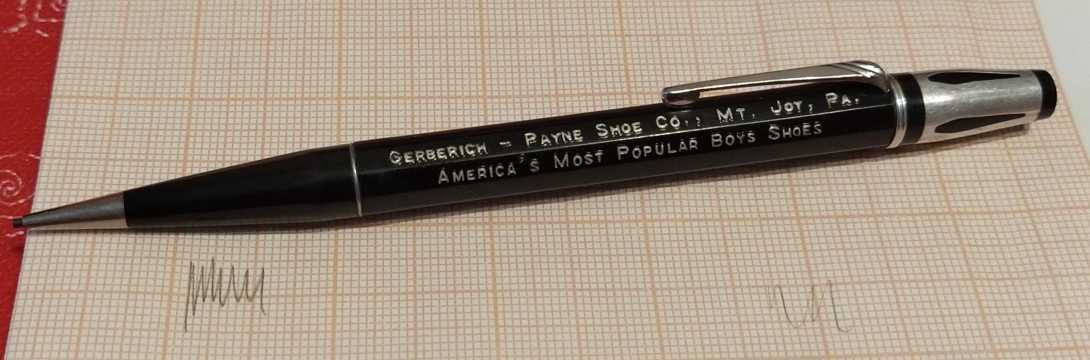 GERBERICH - PAYNE SHOE CO., MT. JOY, PA.
AMERICA'S MOST POPULAR BOYS SHOES